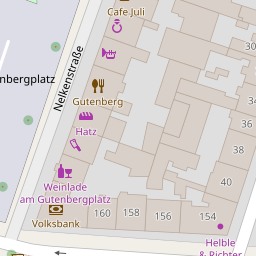 Cafe Juli
Nelkenstraße
nbergplatz
Gutenberg
Hatz
Weinlade
am Gutenbergplatz
Volksbank
160
158
156
154
30
36
38
40
Helble
& Richter